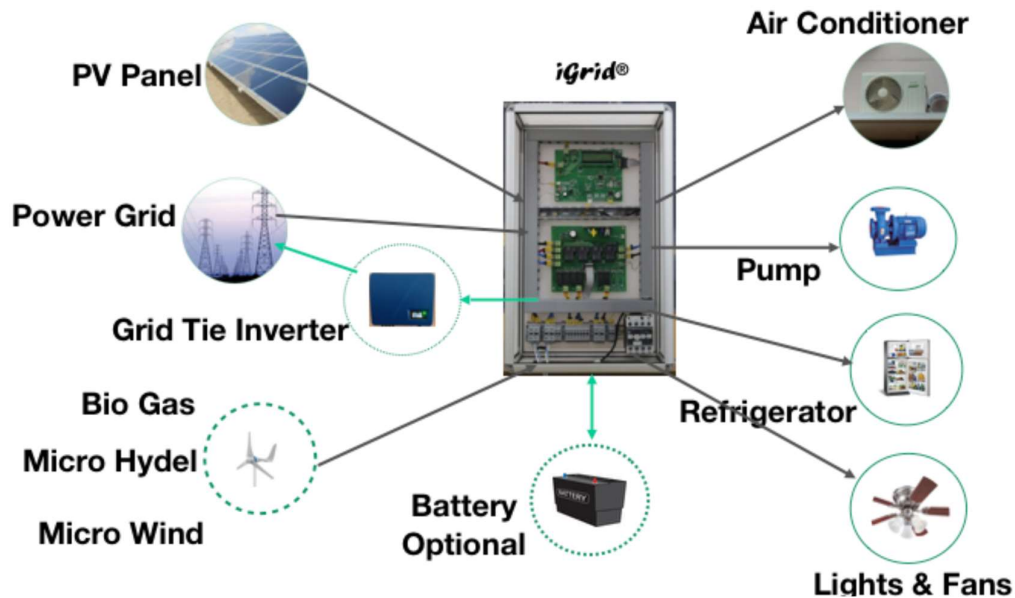 Air Conditioner
iGrid®
PV Panel
Power Grid
Pump
Grid Tie Inverter
Bio Gas
Refrigerator
Micro Hydel
Battery
Optional
BATTERY
Micro Wind
Lights & Fans